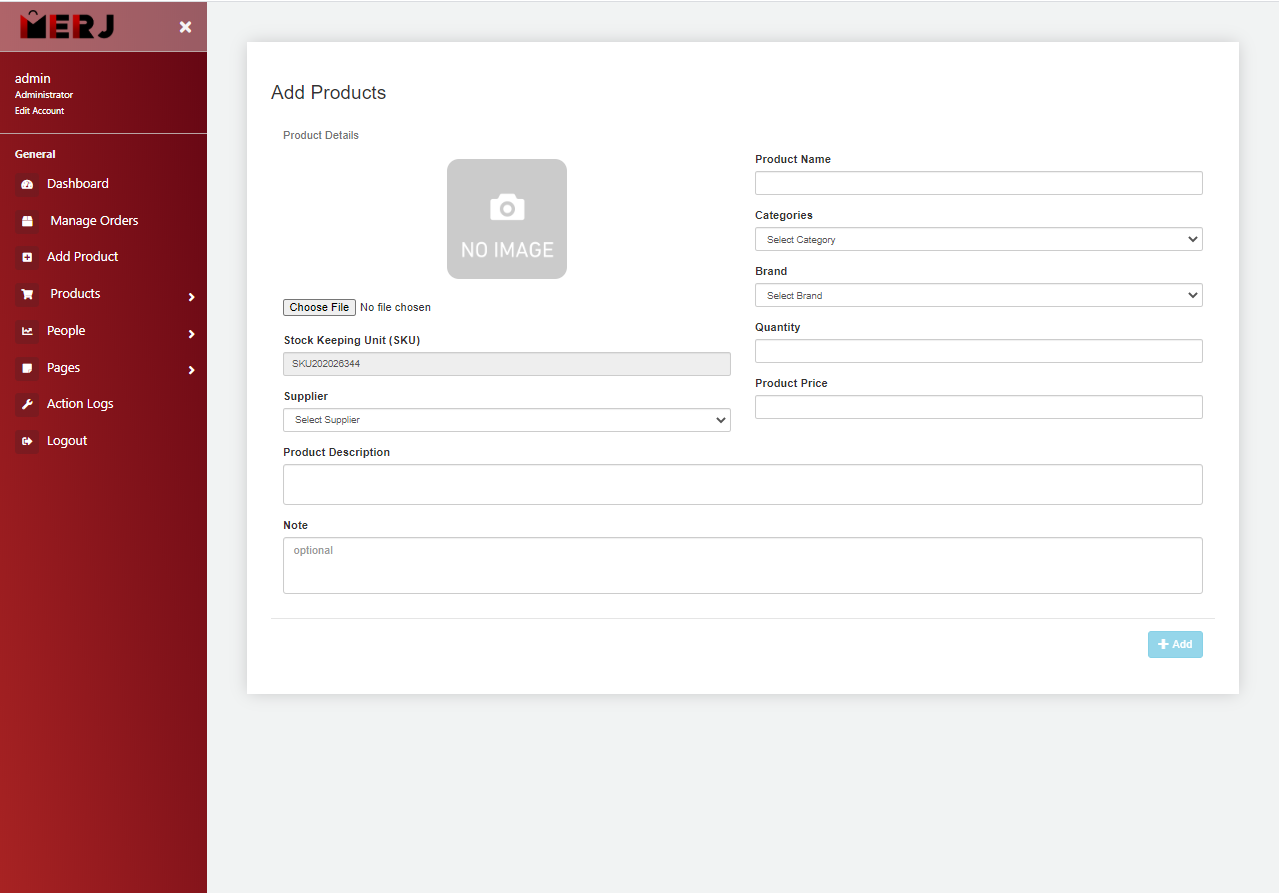 MERJ
admin
Administrator
Edit Account
General
Dashboard
Manage Orders
Add Product
Products
People
Pages
Action Logs
Logout
Add Products
Product Details
NO IMAGE
Choose File No file chosen
Stock Keeping Unit (SKU)
SKU202026344
Supplier
Select Supplier
Product Name
Categories
Select Category
Brand
Select Brand
Quantity
Product Price
Product Description
Note
optional
Add